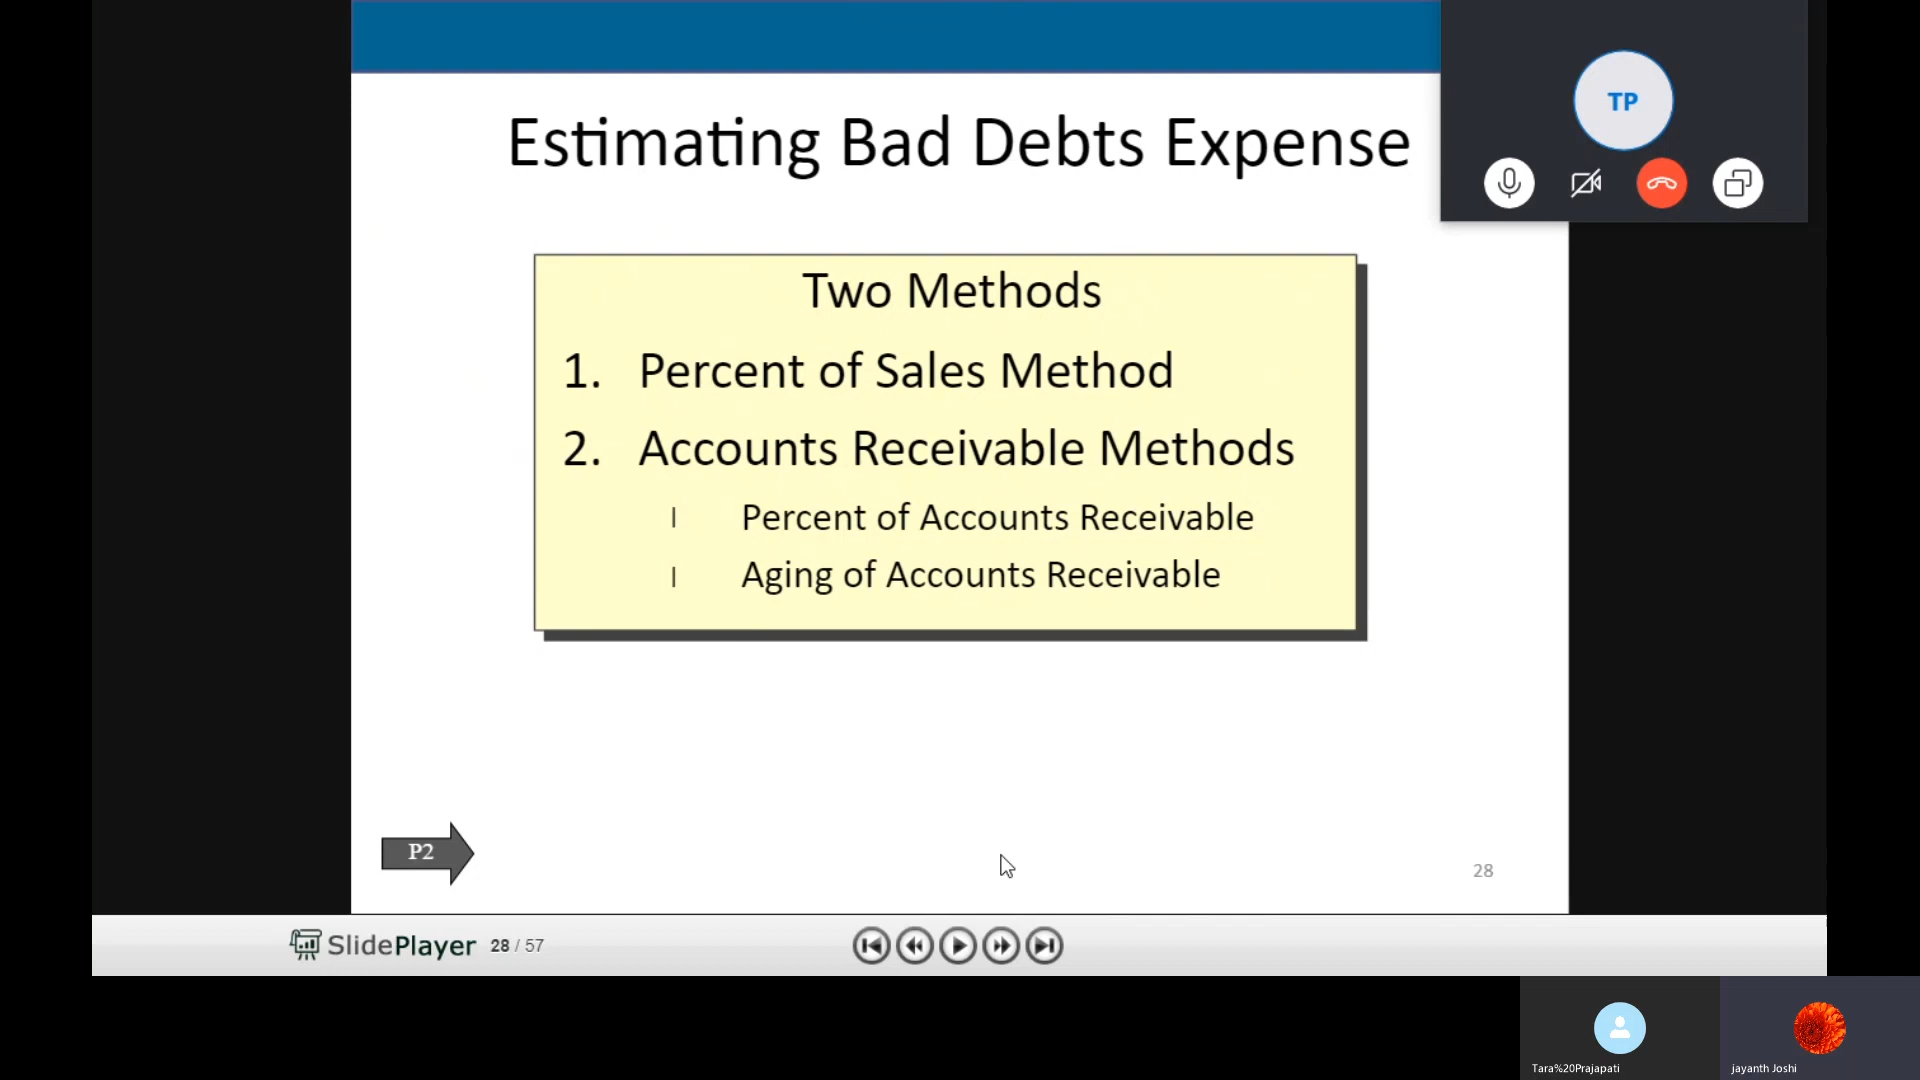 Estimating Bad Debts Expense
TP
Two Methods
1. Percent of Sales Method
2. Accounts Receivable Methods
l Percent of Accounts Receivable
l Aging of Accounts Receivable
P2
28
SlidePlayer 28 / 57
Tara%20Prajapati
jayanth Joshi